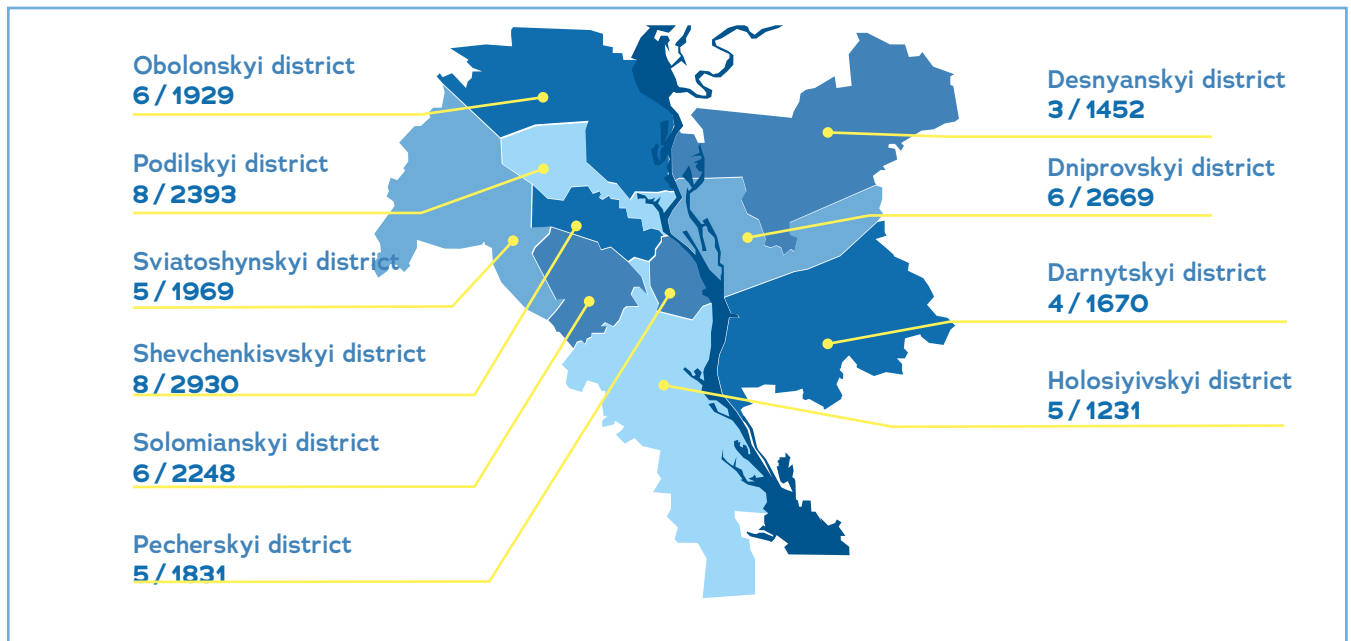 Obolonskyi district
6 / 1929
Podilskyi district
8 / 2393
Sviatoshynskyi district
5 / 1969
Shevchenkisvskyi district
8 / 2930
Solomianskyi district
6 / 2248
Pecherskyi district
5 / 1831
Desnyanskyi district
3 / 1452
Dniprovskyi district
6 / 2669
Darnytskyi district
4 / 1670
Holosiyivskyi district
5 / 1231